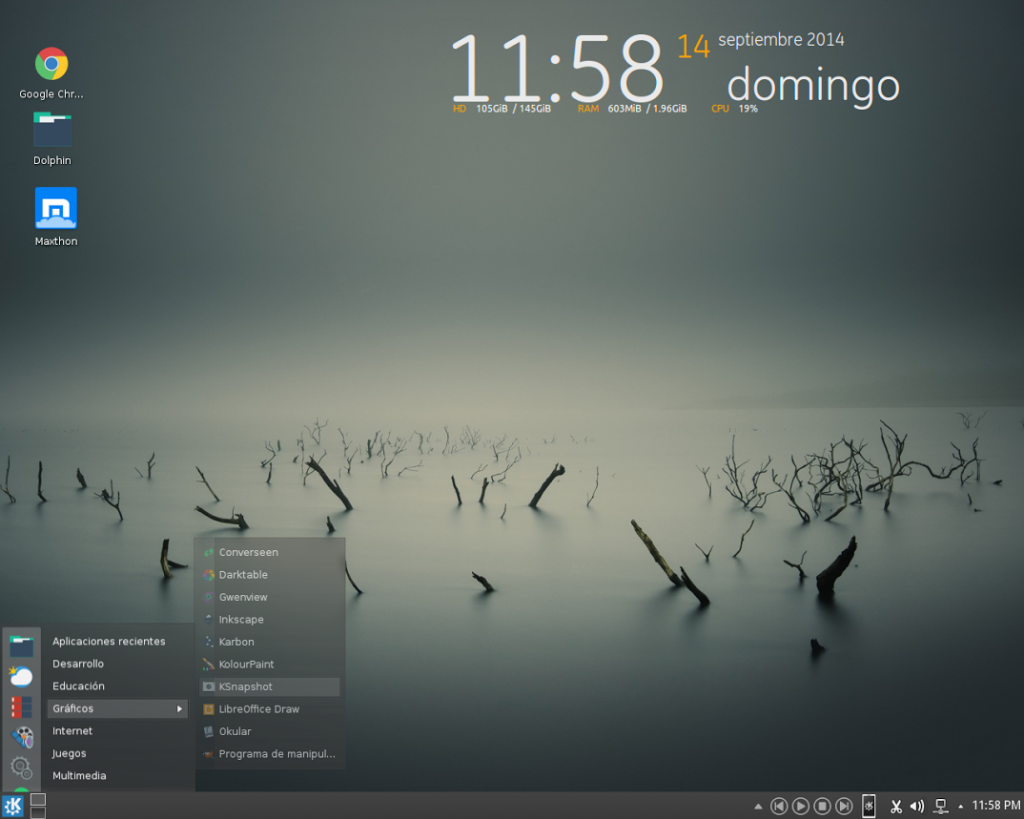 11:58
14
septiembre 2014
domingo
HD 105GiB / 145GiB RAM 603MiB / 1.96GiB CPU 19%
Google Chr...
Dolphin
Maxthon
Converseen
Darktable
Gwenview
Inkscape
Karbon
KolourPaint
KSnapshot
LibreOffice Draw
Okular
Programa de manipul...
Aplicaciones recientes
Desarrollo
Educación
Gráficos
Internet
Juegos
Multimedia
11:58 PM